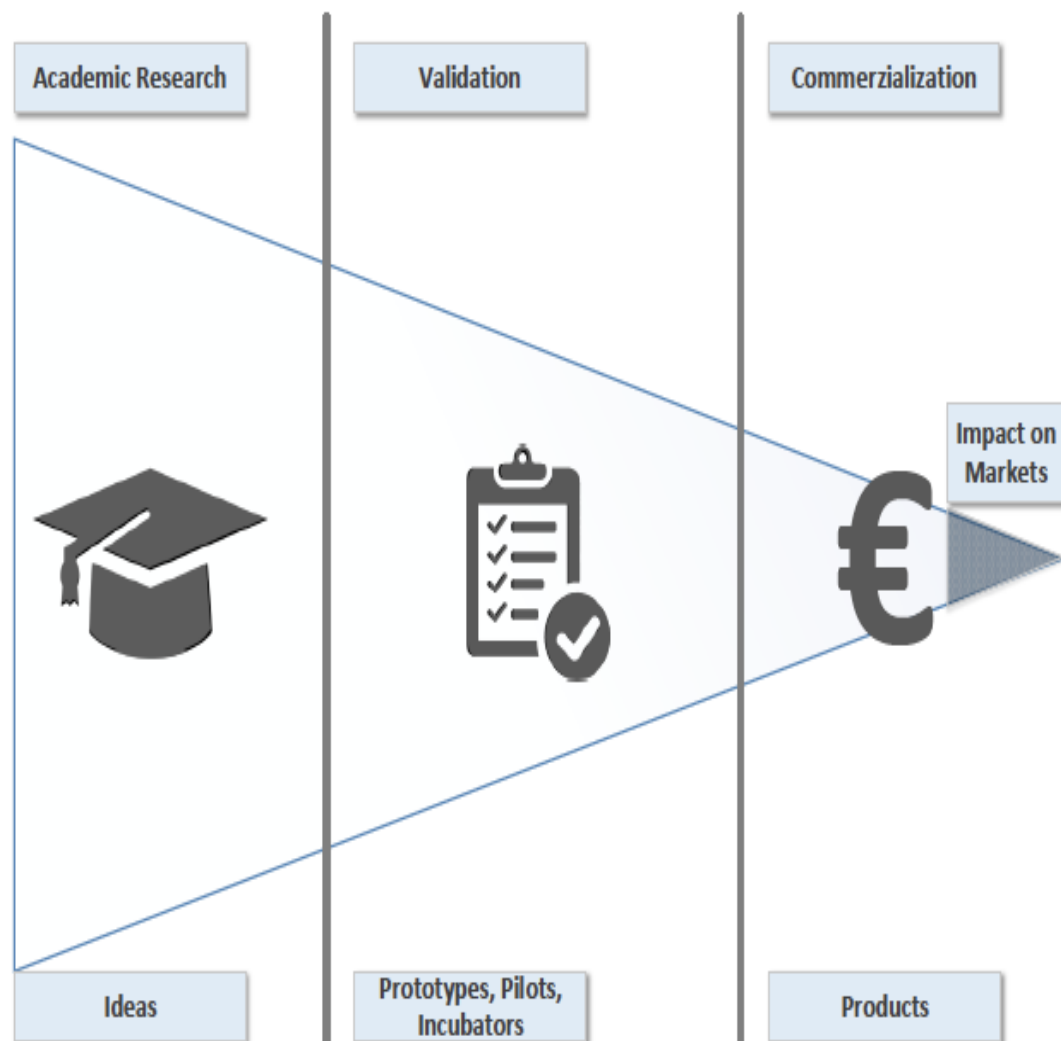 Academic Research
Validation
Commerzialization
Impact on
Markets
Ideas
Prototypes, Pilots,
Incubators
Products